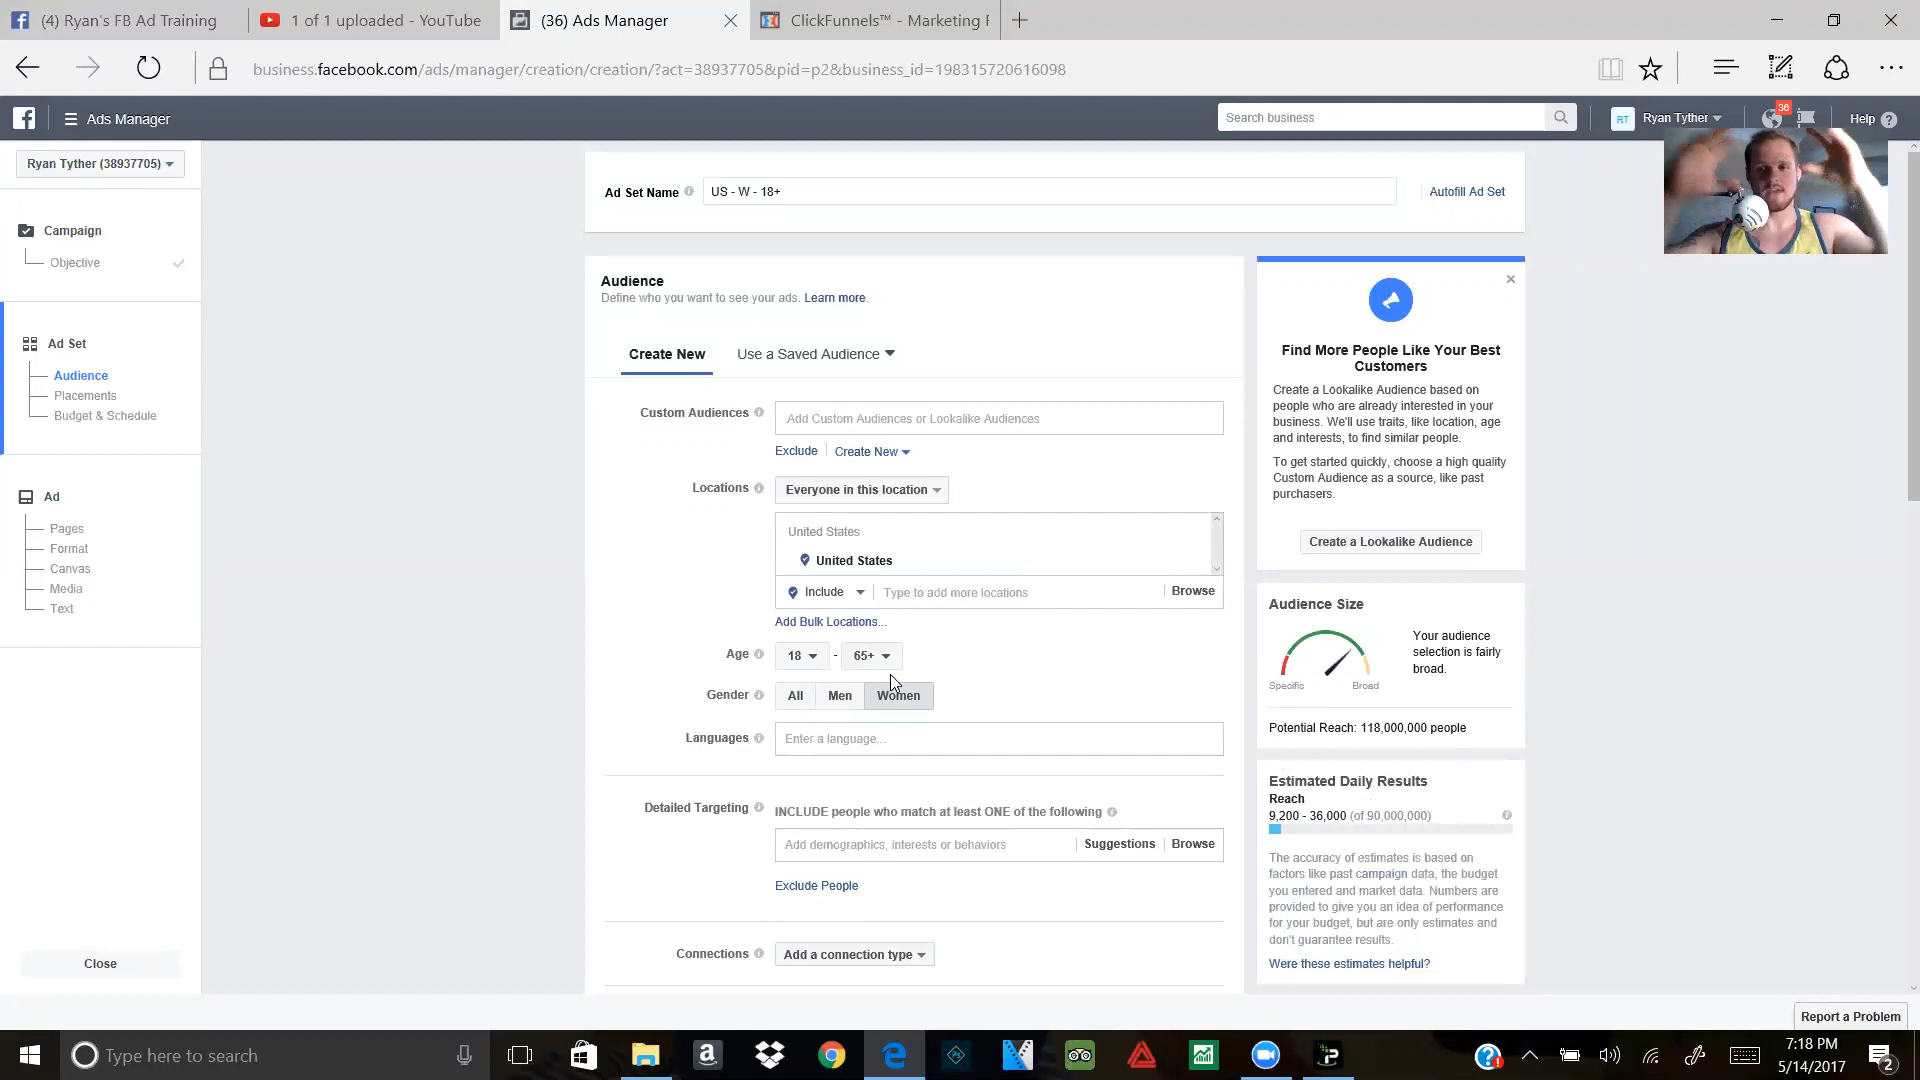 (4) Ryan's FB Ad Training
1 of 1 uploaded - YouTube
(36) Ads Manager
ClickFunnels™ - Marketing F
business.facebook.com/ads/manager/creation/creation/?act=38937705&pid=p2&business_id=198315720616098
Ads Manager
Search business
RT
Ryan Tyther
36
Help
Ryan Tyther (38937705)
Campaign
Objective
Ad Set
Audience
Placements
Budget & Schedule
Ad
Pages
Format
Canvas
Media
Text
Close
Ad Set Name
US - W - 18+
Autofill Ad Set
Audience
Define who you want to see your ads. Learn more.
Create New
Use a Saved Audience
Custom Audiences
Add Custom Audiences or Lookalike Audiences
Exclude
Create New
Locations
Everyone in this location
United States
United States
Include
Type to add more locations
Browse
Add Bulk Locations...
Age
18
-
65+
Gender
All
Men
Women
Languages
Enter a language...
Detailed Targeting
INCLUDE people who match at least ONE of the following
Add demographics, interests or behaviors
Suggestions
Browse
Exclude People
Connections
Add a connection type
Find More People Like Your Best
Customers
Create a Lookalike Audience based on
people who are already interested in your
business. We'll use traits, like location, age
and interests, to find similar people.
To get started quickly, choose a high quality
Custom Audience as a source, like past
purchasers.
Create a Lookalike Audience
Audience Size
Specific
Broad
Your audience
selection is fairly
broad.
Potential Reach: 118,000,000 people
Estimated Daily Results
Reach
9,200 - 36,000 (of 90,000,000)
The accuracy of estimates is based on
factors like past campaign data, the budget
you entered and market data. Numbers are
provided to give you an idea of performance
for your budget, but are only estimates and
don't guarantee results.
Were these estimates helpful?
Report a Problem
Type here to search
7:18 PM
5/14/2017
2